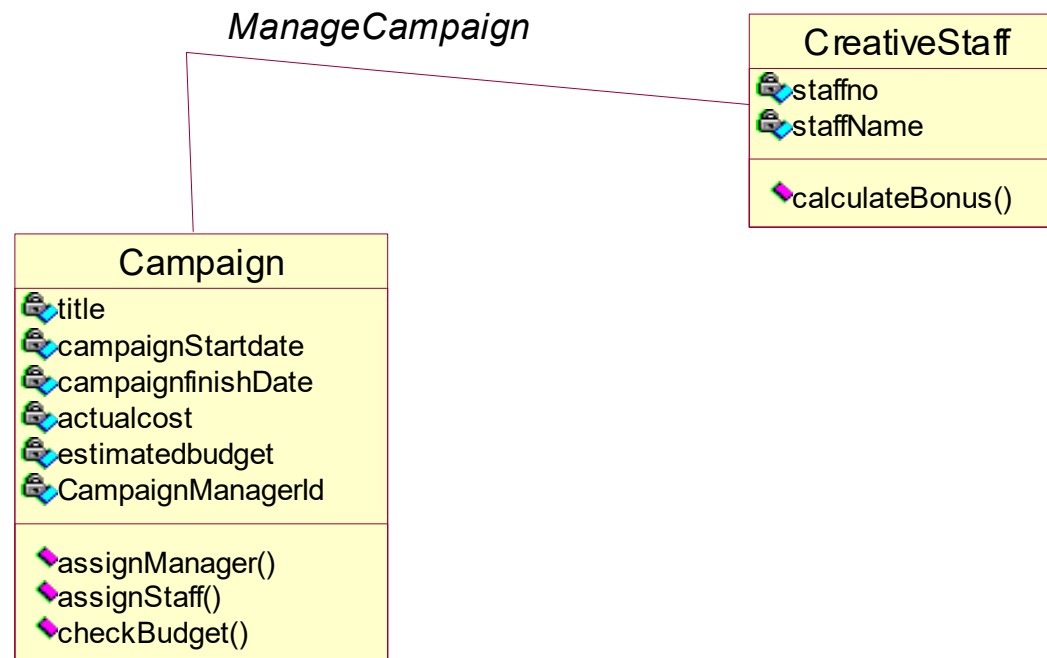 ManageCampaign
CreativeStaff
staffno
staffName
calculateBonus()
Campaign
title
campaignStartdate
campaignfinishDate
actualcost
estimatedbudget
CampaignManagerId
assignManager()
assignStaff()
checkBudget()